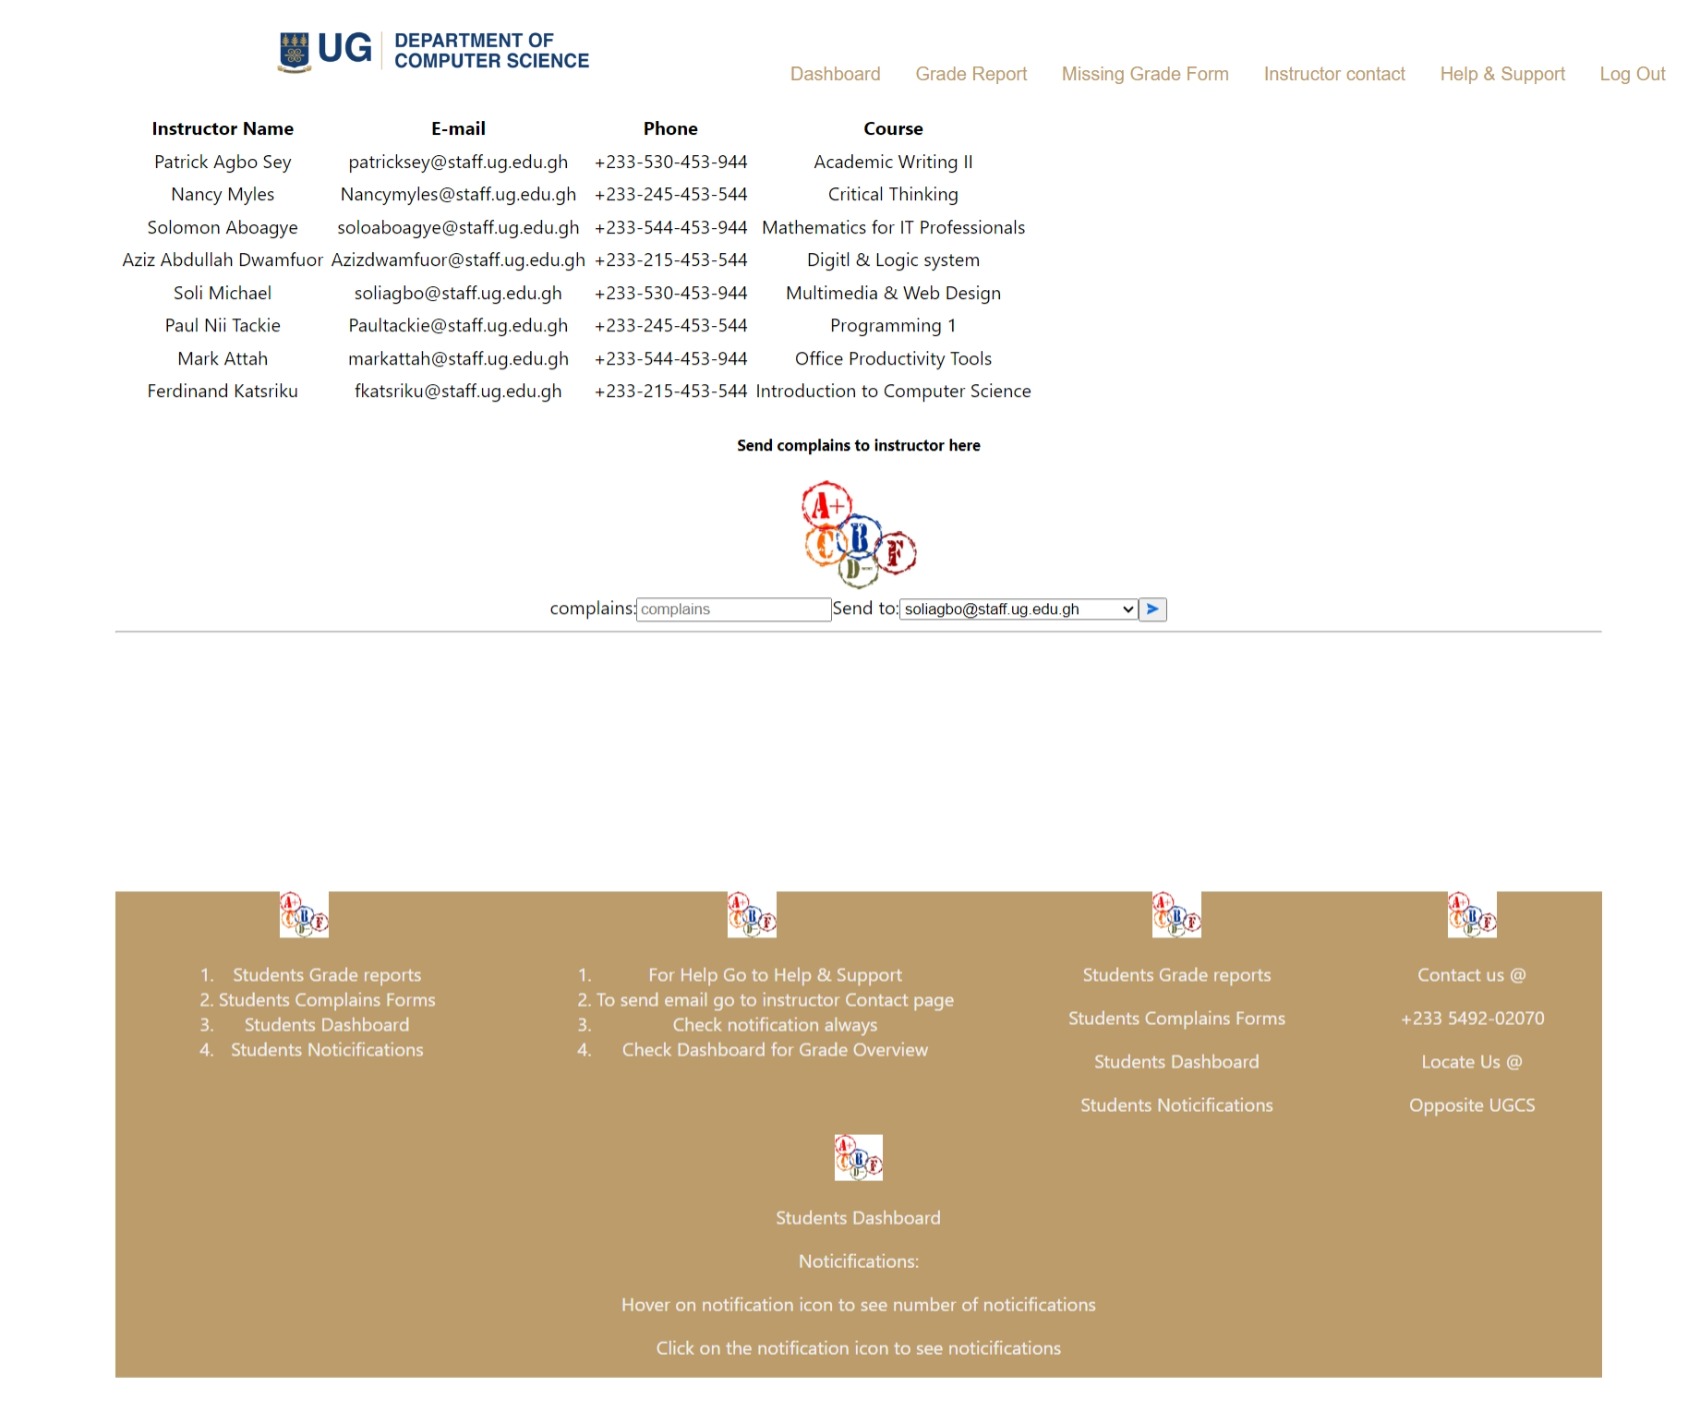 UG DEPARTMENT OF
COMPUTER SCIENCE
Dashboard Grade Report Missing Grade Form Instructor contact Help & Support Log Out
Instructor Name E-mail Phone Course
Patrick Agbo Sey patricksey@staff.ug.edu.gh +233-530-453-944 Academic Writing II
Nancy Myles Nancymyles@staff.ug.edu.gh +233-245-453-544 Critical Thinking
Solomon Aboagye soloaboagye@staff.ug.edu.gh +233-544-453-944 Mathematics for IT Professionals
Aziz Abdullah Dwamfuor Azizdwamfuor@staff.ug.edu.gh +233-215-453-544 Digitl & Logic system
Soli Michael soliagbo@staff.ug.edu.gh +233-530-453-944 Multimedia & Web Design
Paul Nii Tackie Paultackie@staff.ug.edu.gh +233-245-453-544 Programming 1
Mark Attah markattah@staff.ug.edu.gh +233-544-453-944 Office Productivity Tools
Ferdinand Katsriku fkatsriku@staff.ug.edu.gh +233-215-453-544 Introduction to Computer Science
Send complains to instructor here
A+
C B F
D-
complains: complains Send to: soliagbo@staff.ug.edu.gh
A+
C B F
D-
1. Students Grade reports
2. Students Complains Forms
3. Students Dashboard
4. Students Noticifications
A+
C B F
D-
1. For Help Go to Help & Support
2. To send email go to instructor Contact page
3. Check notification always
4. Check Dashboard for Grade Overview
A+
C B F
D-
Students Grade reports
Students Complains Forms
Students Dashboard
Students Noticifications
A+
C B F
D-
Contact us @
+233 5492-02070
Locate Us @
Opposite UGCS
A+
C B F
D-
Students Dashboard
Noticifications:
Hover on notification icon to see number of noticifications
Click on the notification icon to see noticifications